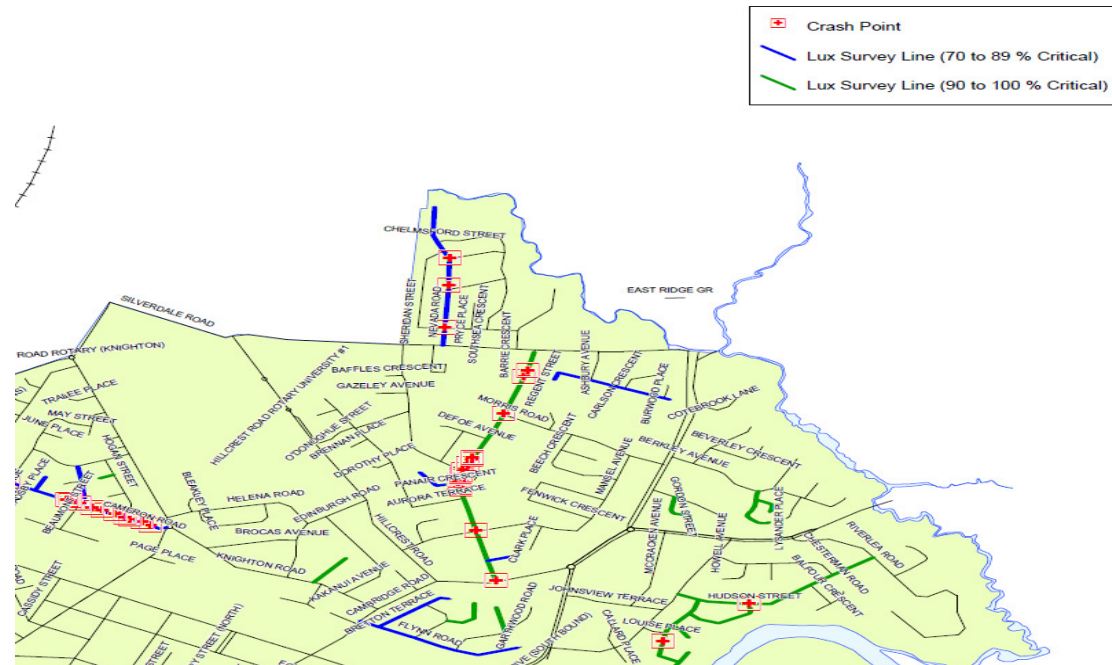 Crash Point
Lux Survey Line (70 to 89 % Critical)
Lux Survey Line (90 to 100 % Critical)
CHELMSFORD STREET
EAST RIDGE GR
SILVERDALE ROAD
SHERIDAN STREET
NEVADA ROAD
PRYCE PLACE
SOUTHSEA CRESCENT
BARRIE CRESCENT
ROAD ROTARY (KNIGHTON)
HILLCREST ROAD ROTARY UNIVERSITY #1
BAFFLES CRESCENT
GAZELEY AVENUE
REGENT STREET
ASHBURY AVENUE
CARLSON CRESCENT
BURWOOD PLACE
COTEBROOK LANE
TRALEE PLACE
MAY STREET
JUNE PLACE
HOGAN STREET
O'DONOGHUE STREET
BRENNAN PLACE
DOROTHY PLACE
MORRIS ROAD
DEFOE AVENUE
BEECH CRESCENT
MANSEL AVENUE
BERKLEY AVENUE
BEVERLEY CRESCENT
PANAIR CRESCENT
AURORA TERRACE
FENWICK CRESCENT
BLEAKLEY PLACE
HELENA ROAD
EDINBURGH ROAD
BROCAS AVENUE
BEAUMONT STREET
CAMERON ROAD
PAGE PLACE
KNIGHTON ROAD
HILLCREST ROAD
CLARK PLACE
GORDON STREET
MCCRACKEN AVENUE
HOWELL AVENUE
LYSANDER PLACE
RIVERLEA ROAD
CHESTERMAN ROAD
BALFOUR CRESCENT
CASSIDY STREET
KAKANUI AVENUE
CAMBRIDGE ROAD
BRETTON TERRACE
FLYNN ROAD
GARTHWOOD ROAD
JOHNSVIEW TERRACE
HUDSON STREET
LOUISE PLACE
CALLARD PLACE
STREET (NORTH)
(SOUTH BOUND)